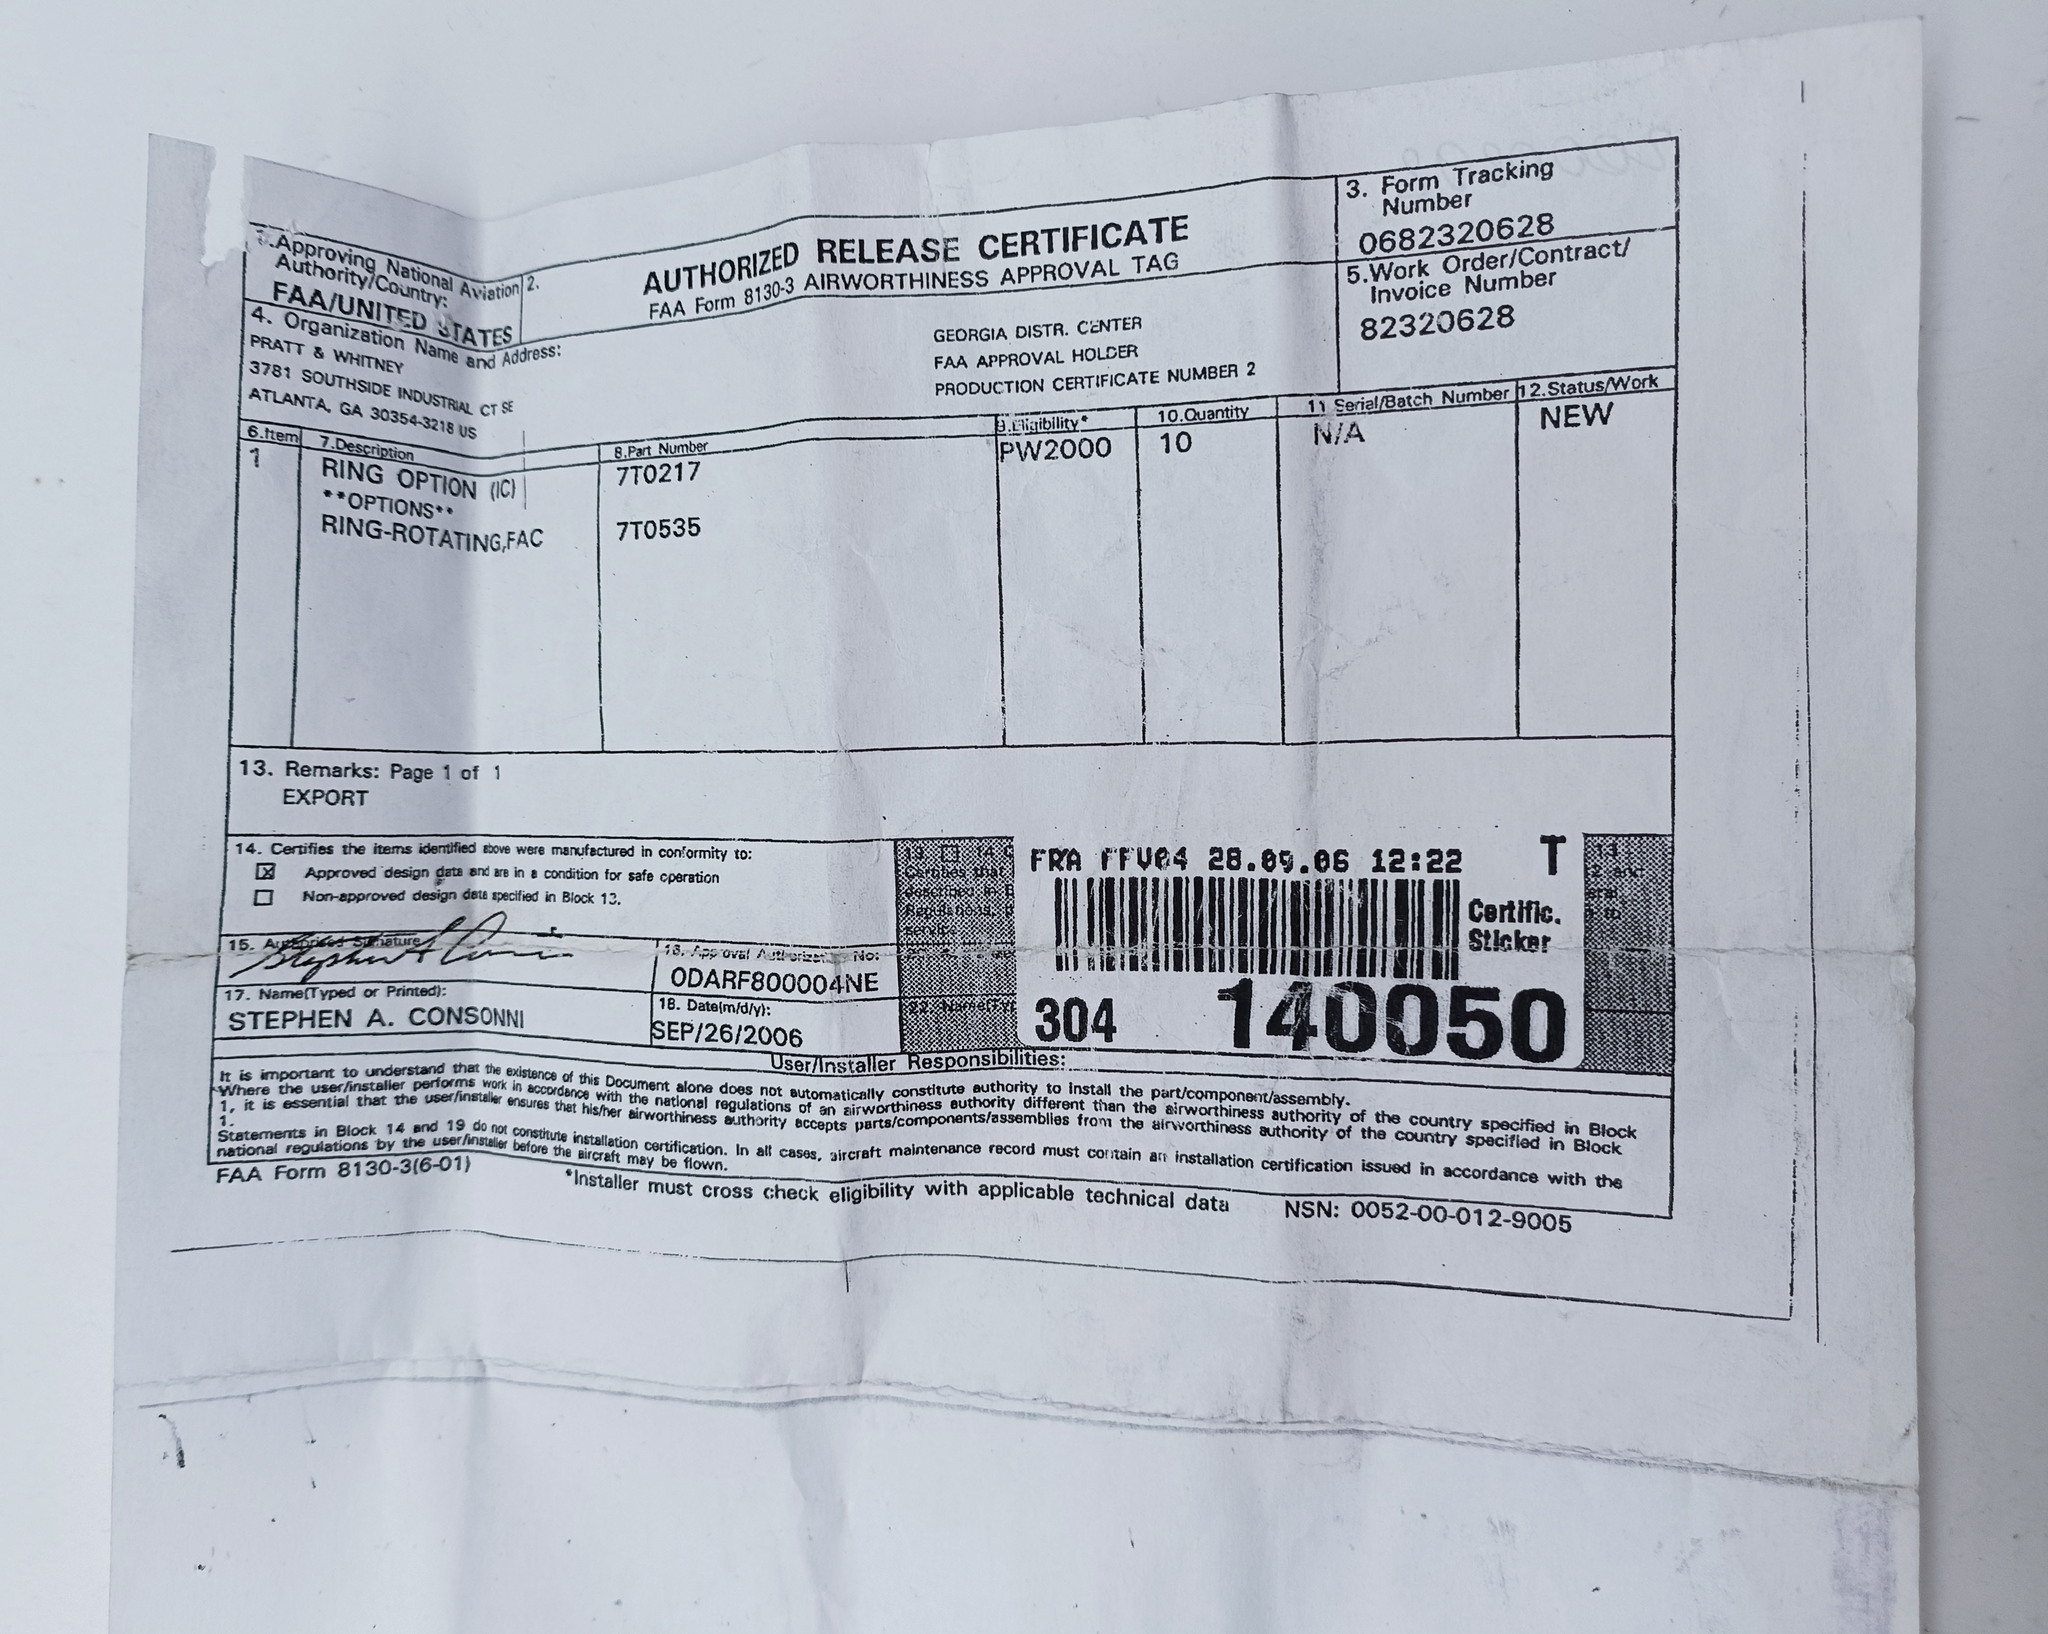 1.Approving National Aviation
Authority/Country:
FAA/UNITED STATES
2.
AUTHORIZED RELEASE CERTIFICATE
FAA Form 8130-3 AIRWORTHINESS APPROVAL TAG
3. Form Tracking
Number
0682320628
4. Organization Name and Address:
PRATT & WHITNEY
3781 SOUTHSIDE INDUSTRIAL CT SE
ATLANTA, GA 30354-3218 US
GEORGIA DISTR. CENTER
FAA APPROVAL HOLDER
PRODUCTION CERTIFICATE NUMBER 2
5.Work Order/Contract/
Invoice Number
82320628
6.Item 7.Description 8.Part Number 9.Eligibility* 10.Quantity 11 Serial/Batch Number 12.Status/Work
1 RING OPTION (IC) 7T0217 PW2000 10 N/A NEW
**OPTIONS**
RING-ROTATING,FAC 7T0535
13. Remarks: Page 1 of 1
EXPORT
14. Certifies the items identified above were manufactured in conformity to:
Approved design data and are in a condition for safe operation
Non-approved design data specified in Block 13.
15. Authorized Signature
16. Approval Authorizat No:
ODARF800004NE
17. Name(Typed or Printed):
STEPHEN A. CONSONNI
18. Date(m/d/y):
SEP/26/2006
Certifies that
described in B
22. Name(Ty
FRA FFV04 28.09.06 12:22 T
Certific.
Sticker
304 140050
User/Installer Responsibilities:
It is important to understand that the existence of this Document alone does not automatically constitute authority to install the part/component/assembly.
*Where the user/installer performs work in accordance with the national regulations of an airworthiness authority different than the airworthiness authority of the country specified in Block
1, it is essential that the user/installer ensures that his/her airworthiness authority accepts parts/components/assemblies from the airworthiness authority of the country specified in Block
1.
Statements in Block 14 and 19 do not constitute installation certification. In all cases, aircraft maintenance record must contain an installation certification issued in accordance with the
national regulations by the user/installer before the aircraft may be flown.
FAA Form 8130-3(6-01) *Installer must cross check eligibility with applicable technical data NSN: 0052-00-012-9005